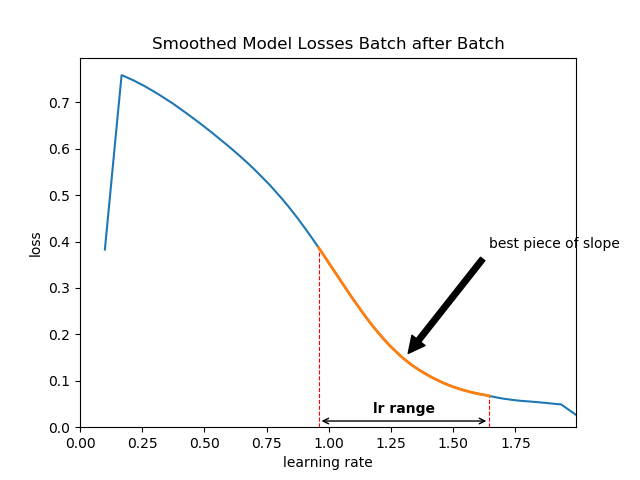 Smoothed Model Losses Batch after Batch
0.7
0.6
0.5
0.4
0.3
0.2
0.1
0.0
loss
best piece of slope
lr range
0.00 0.25 0.50 0.75 1.00 1.25 1.50 1.75
learning rate